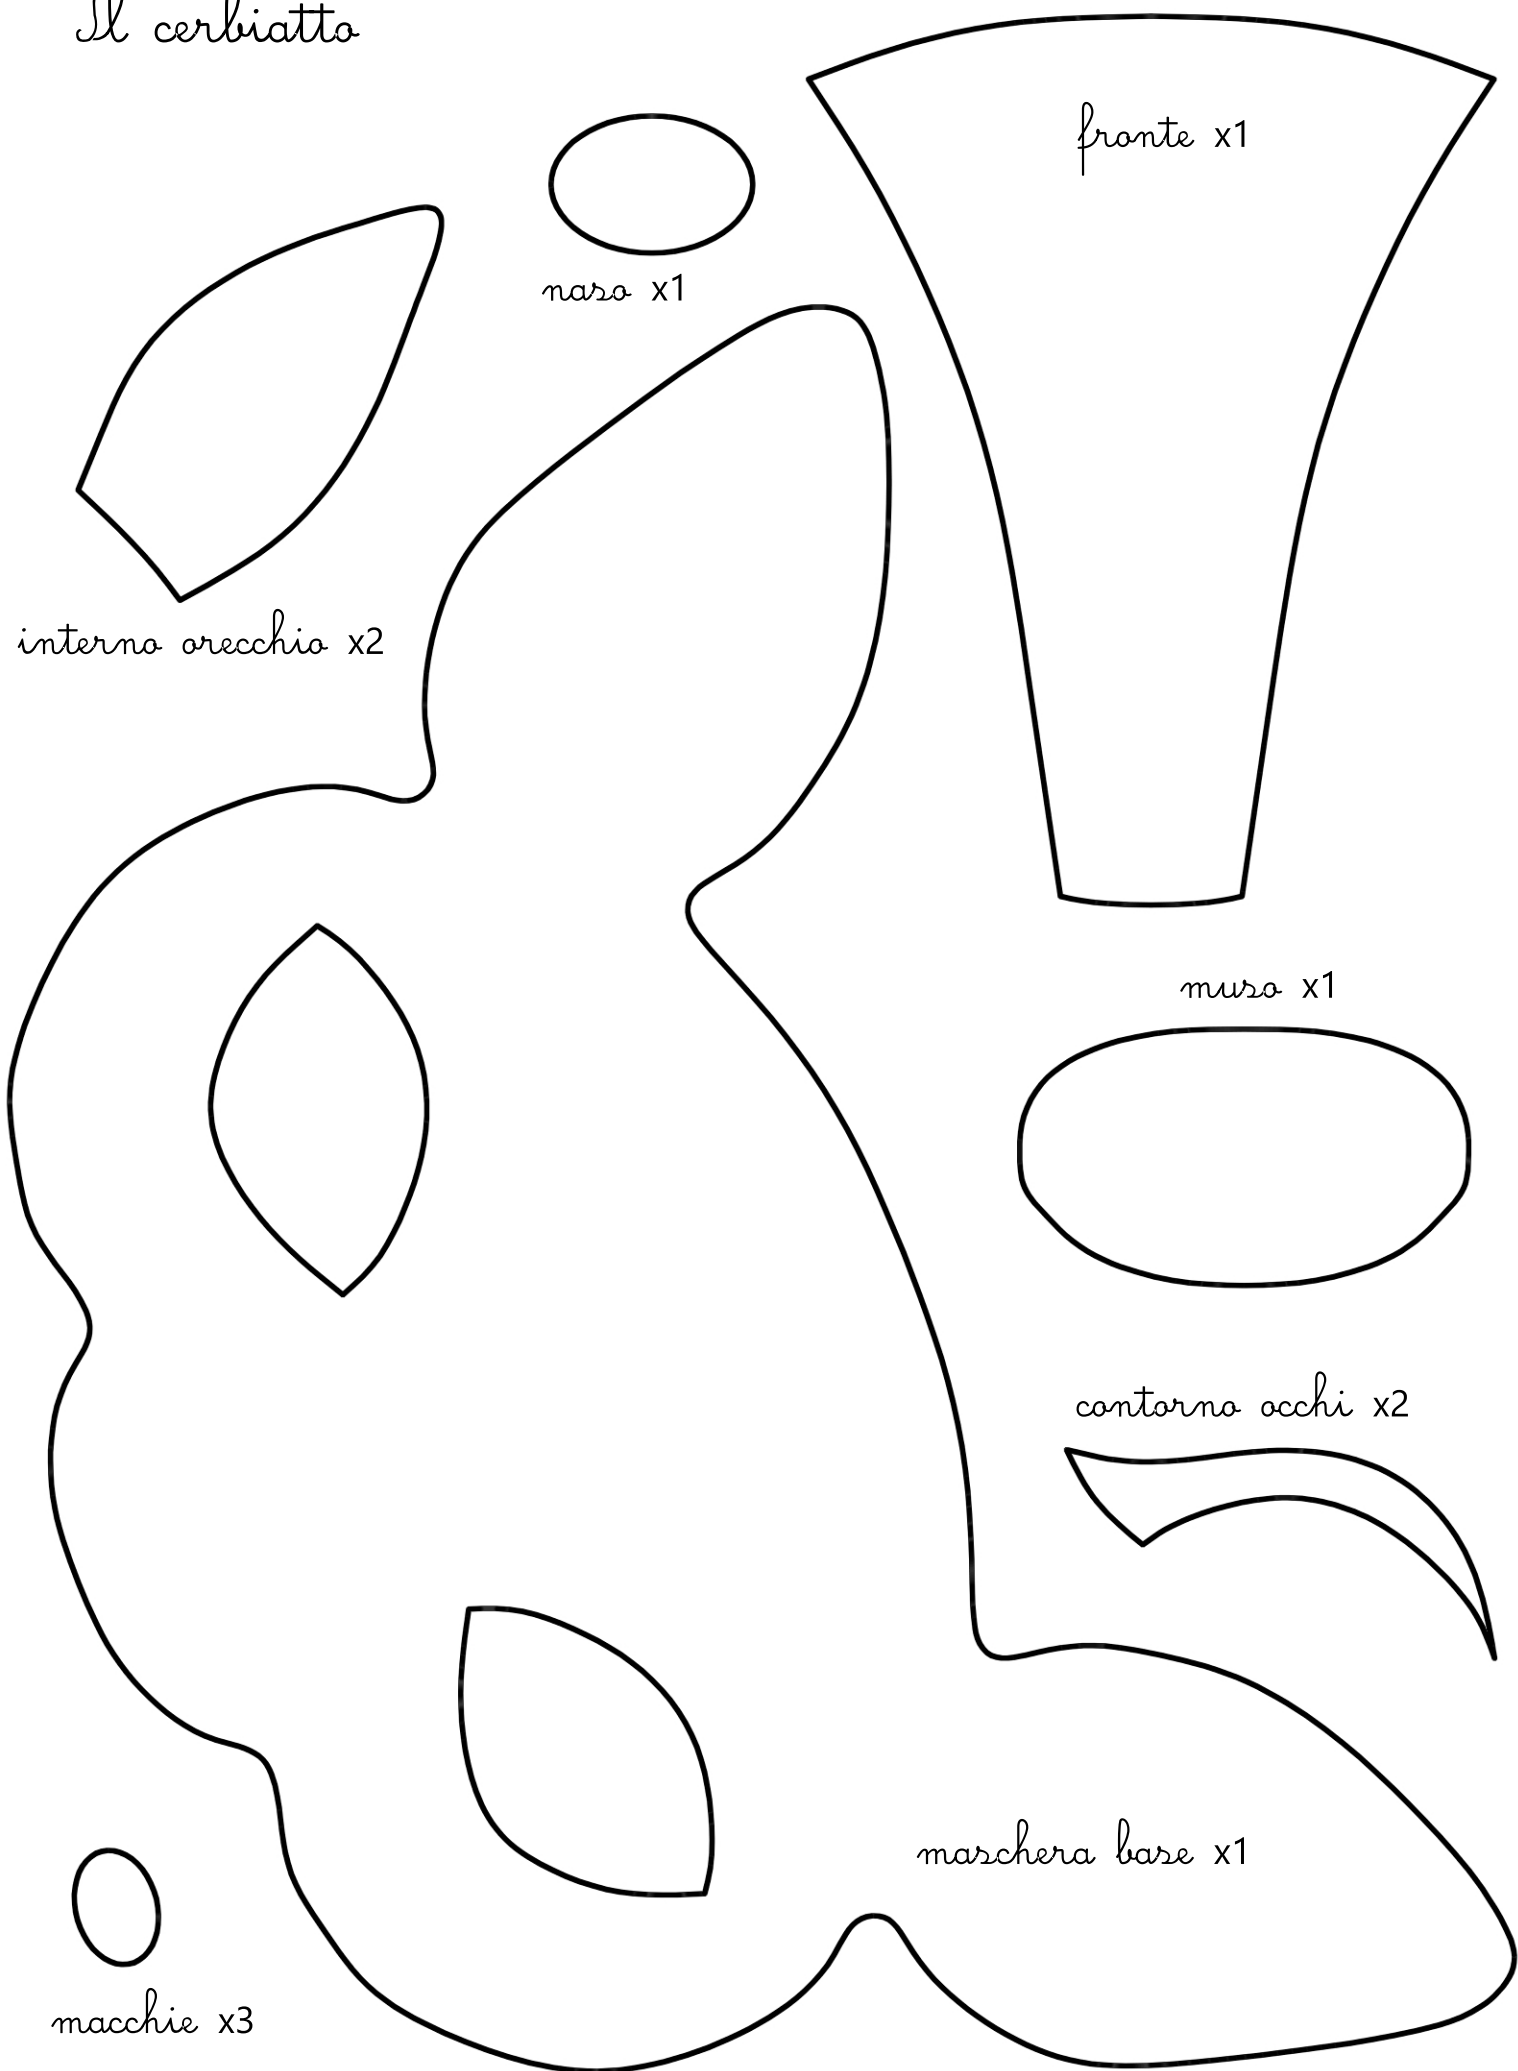 Il cerbiatto
fronte x1
naso x1
interno orecchio x2
muso x1
contorno occhi x2
maschera base x1
macchie x3